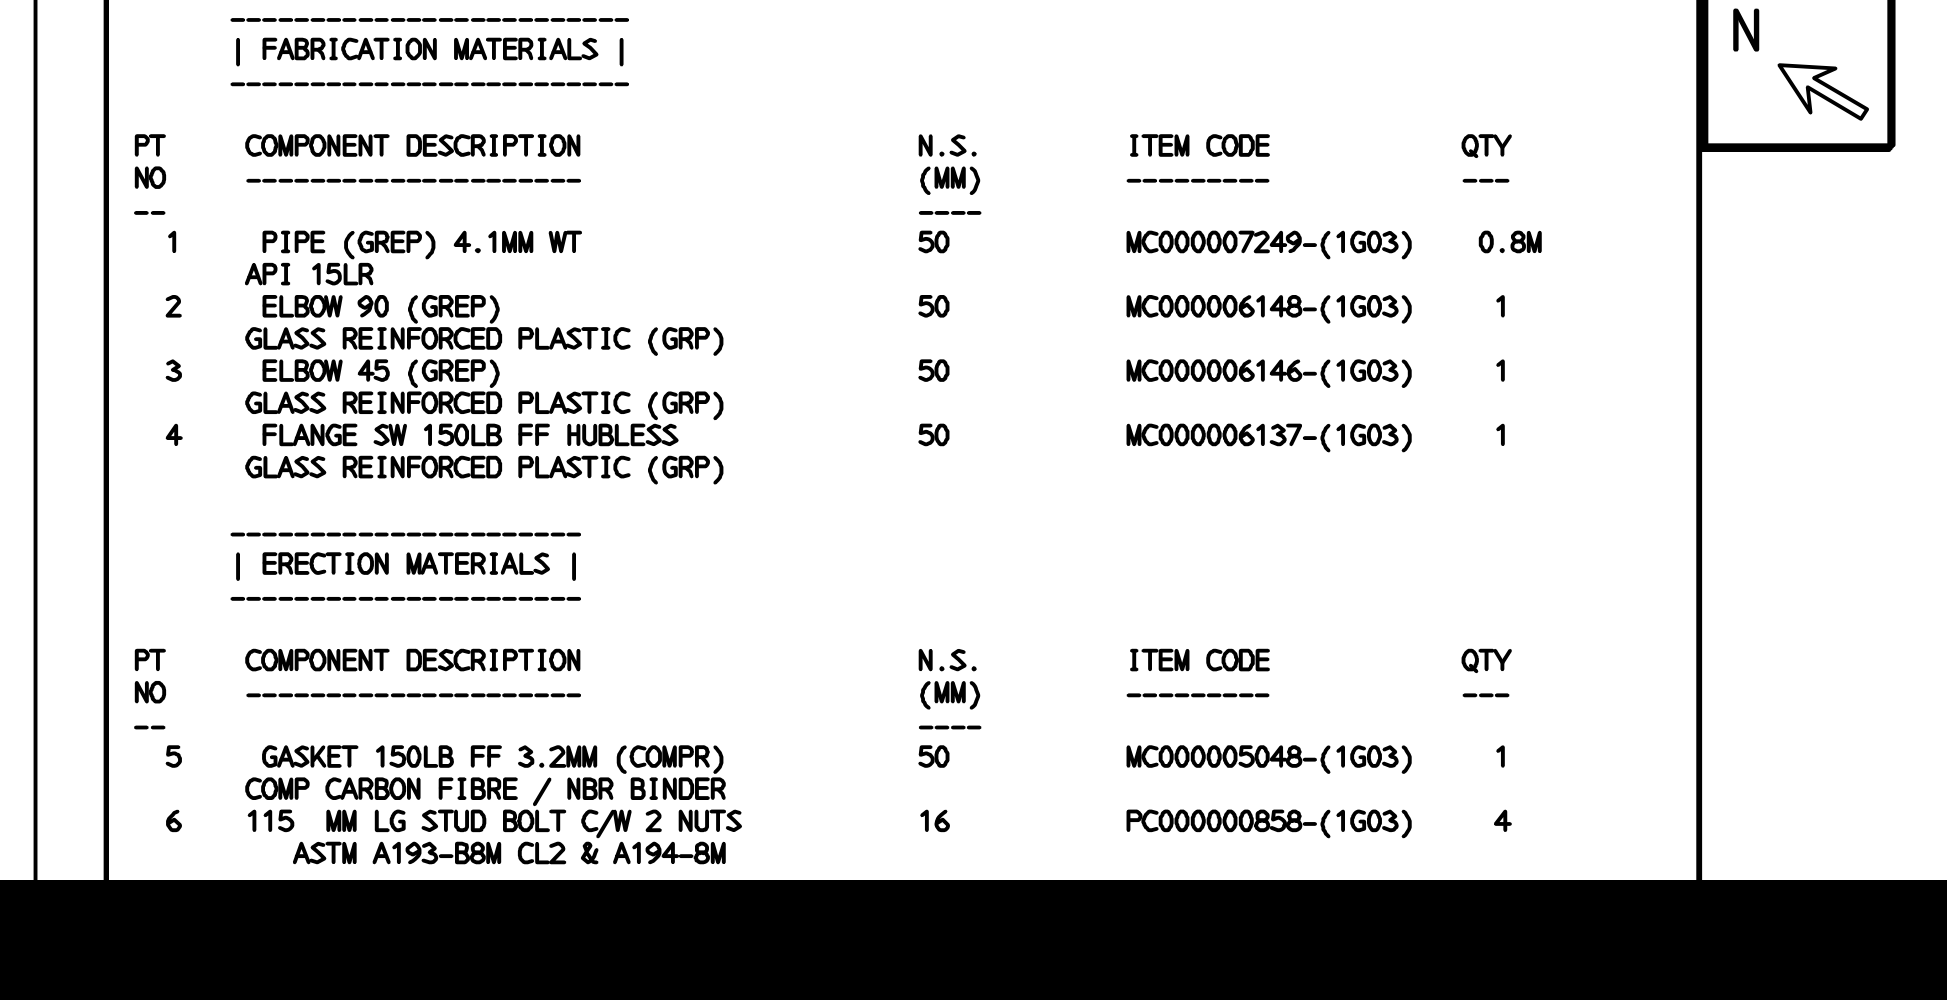 --------------------------
| FABRICATION MATERIALS |
--------------------------
N
PT COMPONENT DESCRIPTION N.S. ITEM CODE QTY
NO --------------------- (MM) --------- ---
-- ----
1 PIPE (GREP) 4.1MM WT 50 MC000007249-(1G03) 0.8M
API 15LR
2 ELBOW 90 (GREP) 50 MC000006148-(1G03) 1
GLASS REINFORCED PLASTIC (GRP)
3 ELBOW 45 (GREP) 50 MC000006146-(1G03) 1
GLASS REINFORCED PLASTIC (GRP)
4 FLANGE SW 150LB FF HUBLESS 50 MC000006137-(1G03) 1
GLASS REINFORCED PLASTIC (GRP)
----------------------
| ERECTION MATERIALS |
----------------------
PT COMPONENT DESCRIPTION N.S. ITEM CODE QTY
NO --------------------- (MM) --------- ---
-- ----
5 GASKET 150LB FF 3.2MM (COMPR) 50 MC000005048-(1G03) 1
COMP CARBON FIBRE / NBR BINDER
6 115 MM LG STUD BOLT C/W 2 NUTS 16 PC000000858-(1G03) 4
ASTM A193-B8M CL2 & A194-8M